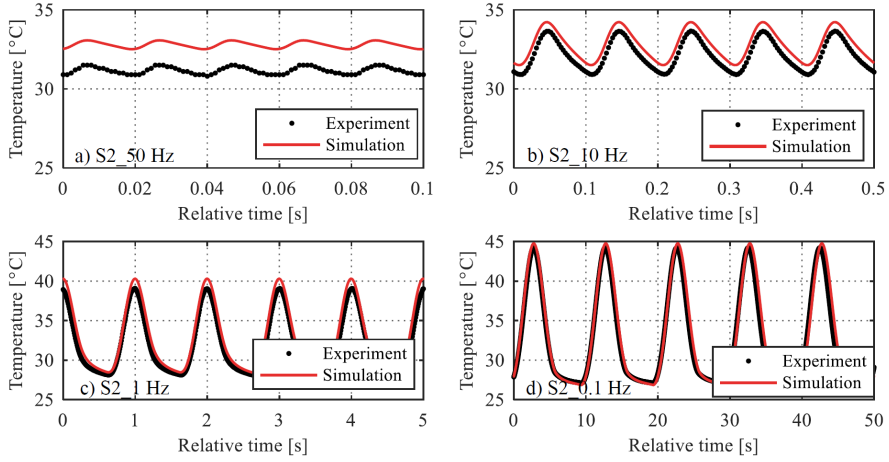 35
30
25
Temperature [°C]
Experiment
Simulation
a) S2_50 Hz
0 0.02 0.04 0.06 0.08 0.1
Relative time [s]
35
30
25
Temperature [°C]
Experiment
Simulation
b) S2_10 Hz
0 0.1 0.2 0.3 0.4 0.5
Relative time [s]
45
40
35
30
25
Temperature [°C]
Experiment
Simulation
c) S2_1 Hz
0 1 2 3 4 5
Relative time [s]
45
40
35
30
25
Temperature [°C]
Experiment
Simulation
d) S2_0.1 Hz
0 10 20 30 40 50
Relative time [s]